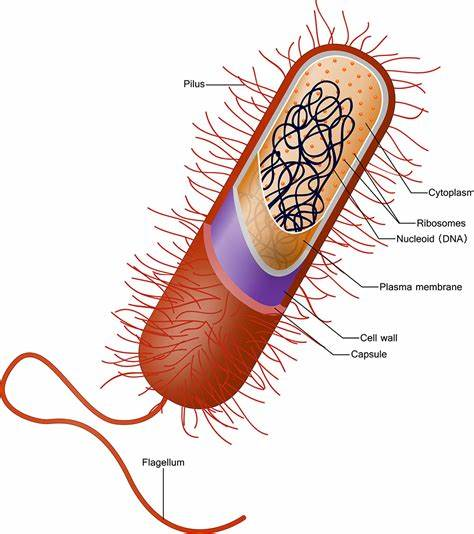 Pilus
Cytoplasm
Ribosomes
Nucleoid (DNA)
Plasma membrane
Cell wall
Capsule
Flagellum